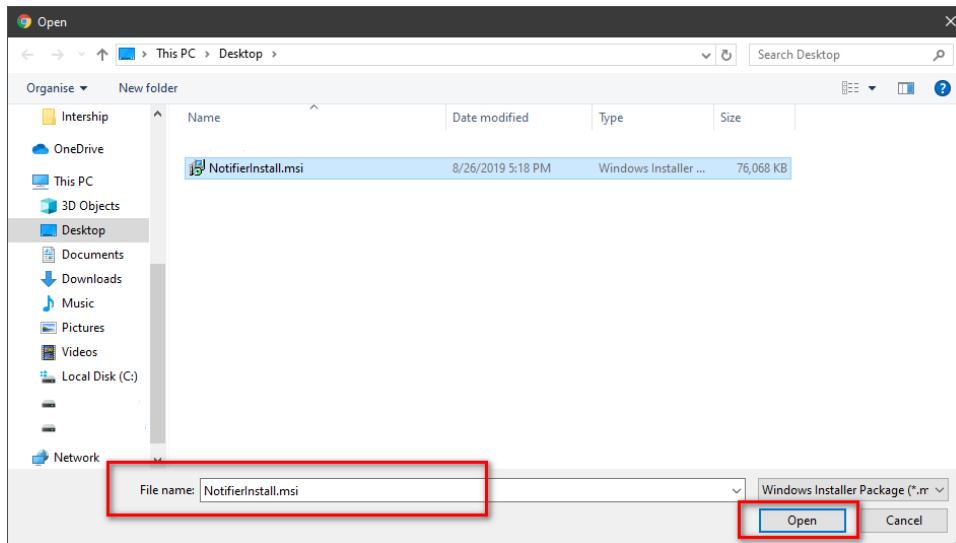 Open
This PC > Desktop >
Search Desktop
Organise
New folder
Name
Date modified
Type
Size
Intership
OneDrive
This PC
3D Objects
Desktop
Documents
Downloads
Music
Pictures
Videos
Local Disk (C:)
Network
NotifierInstall.msi
8/26/2019 5:18 PM
Windows Installer ...
76,068 KB
File name:
NotifierInstall.msi
Windows Installer Package (*.m
Open
Cancel